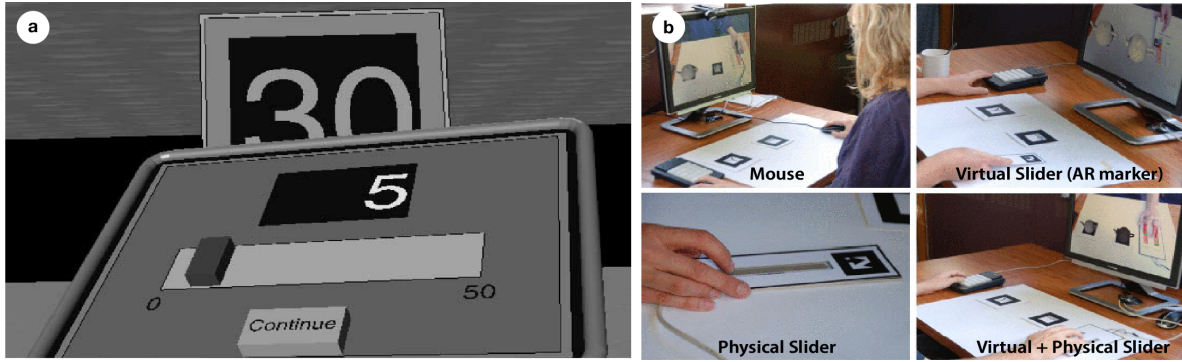 a
30
5
0
50
Continue
b
Mouse
Virtual Slider (AR marker)
Physical Slider
Virtual + Physical Slider